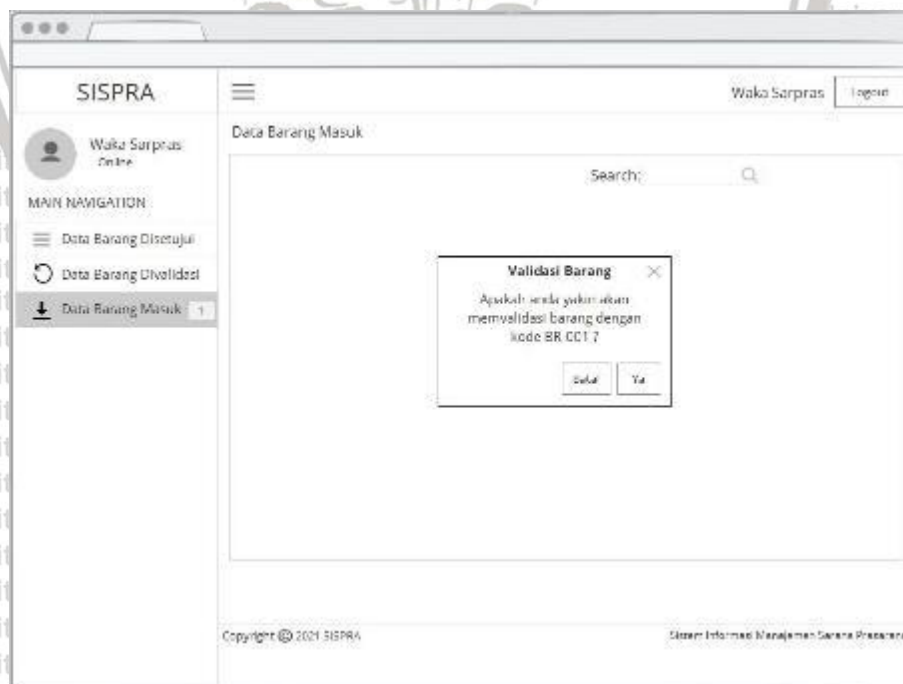 SISPRA
Waka Sarpras
Logout
Waka Sarpras
Online
Data Barang Masuk
Search:
MAIN NAVIGATION
Data Barang Disetujui
Data Barang Divalidasi
Data Barang Masuk 1
Validasi Barang
Apakah anda yakin akan
memvalidasi barang dengan
kode BR 001 ?
Batal
Ya
Copyright © 2021 SISPRA
Sistem Informasi Manajemen Sarana Prasarana